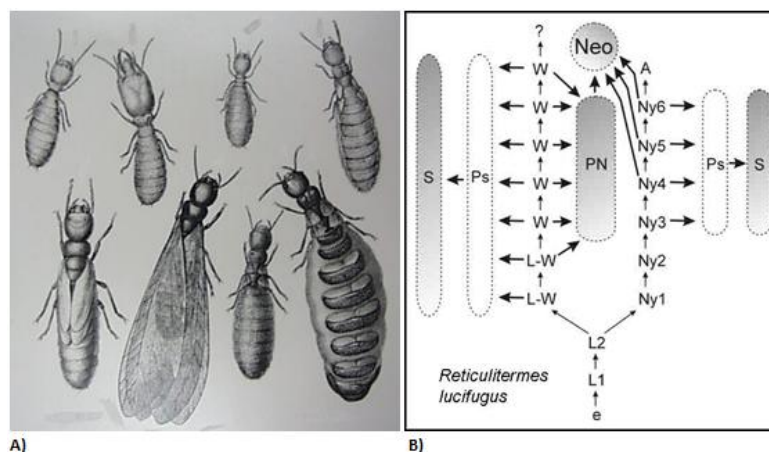 ?
Neo
W
A
W
Ny6
W
Ny5
S
Ps
W
PN
Ny4
Ps
S
W
Ny3
L-W
Ny2
L-W
Ny1
L2
Reticulitermes
lucifugus
L1
e
A)
B)